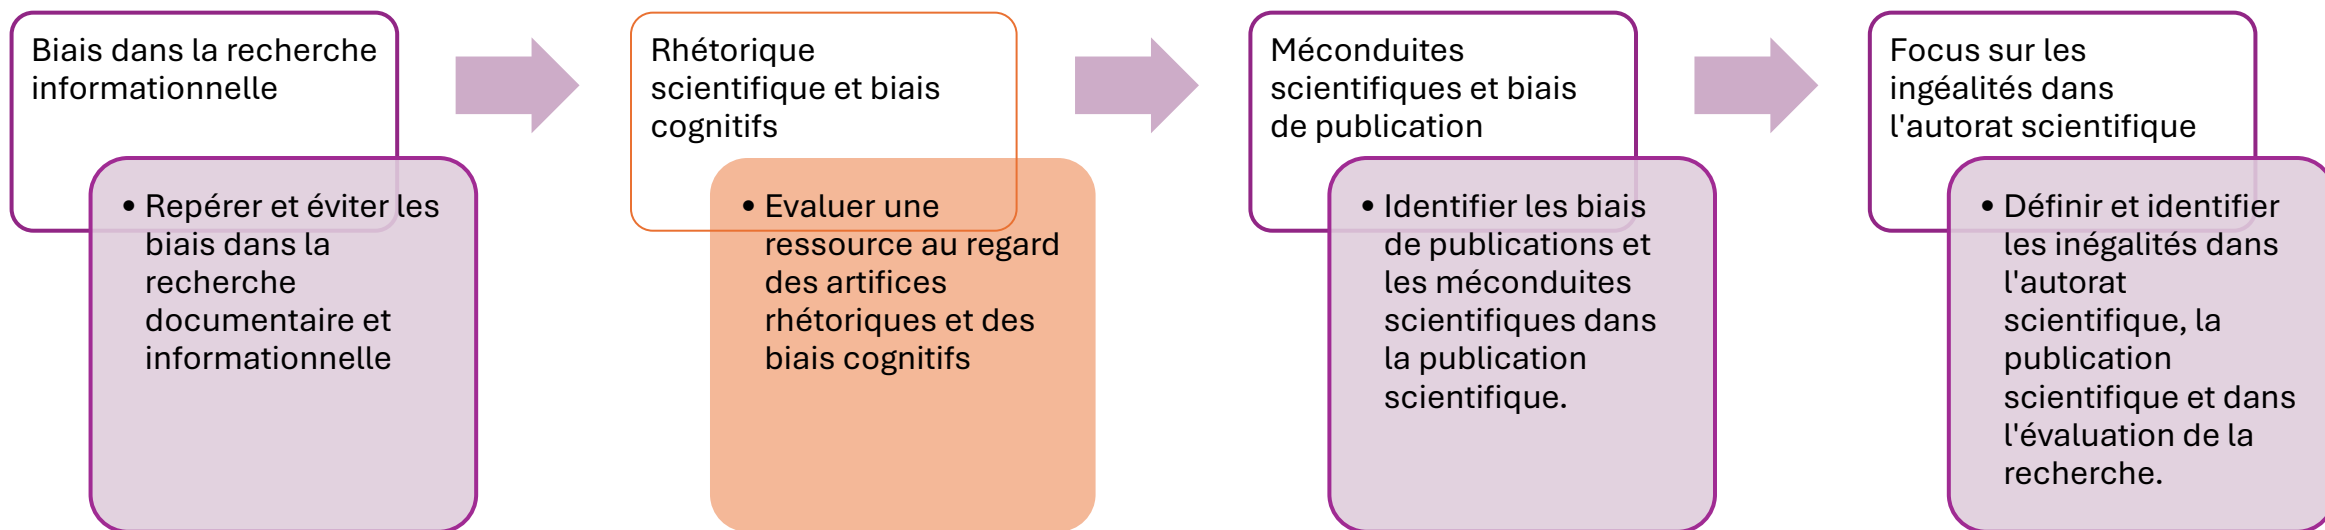 Biais dans la recherche
informationnelle
• Repérer et éviter les
biais dans la
recherche
documentaire et
informationnelle
Rhétorique
scientifique et biais
cognitifs
• Evaluer une
ressource au regard
des artifices
rhétoriques et des
biais cognitifs
Méconduites
scientifiques et biais
de publication
• Identifier les biais
de publications et
les méconduites
scientifiques dans
la publication
scientifique.
Focus sur les
ingéalités dans
l'autorat scientifique
• Définir et identifier
les inégalités dans
l'autorat
scientifique, la
publication
scientifique et dans
l'évaluation de la
recherche.